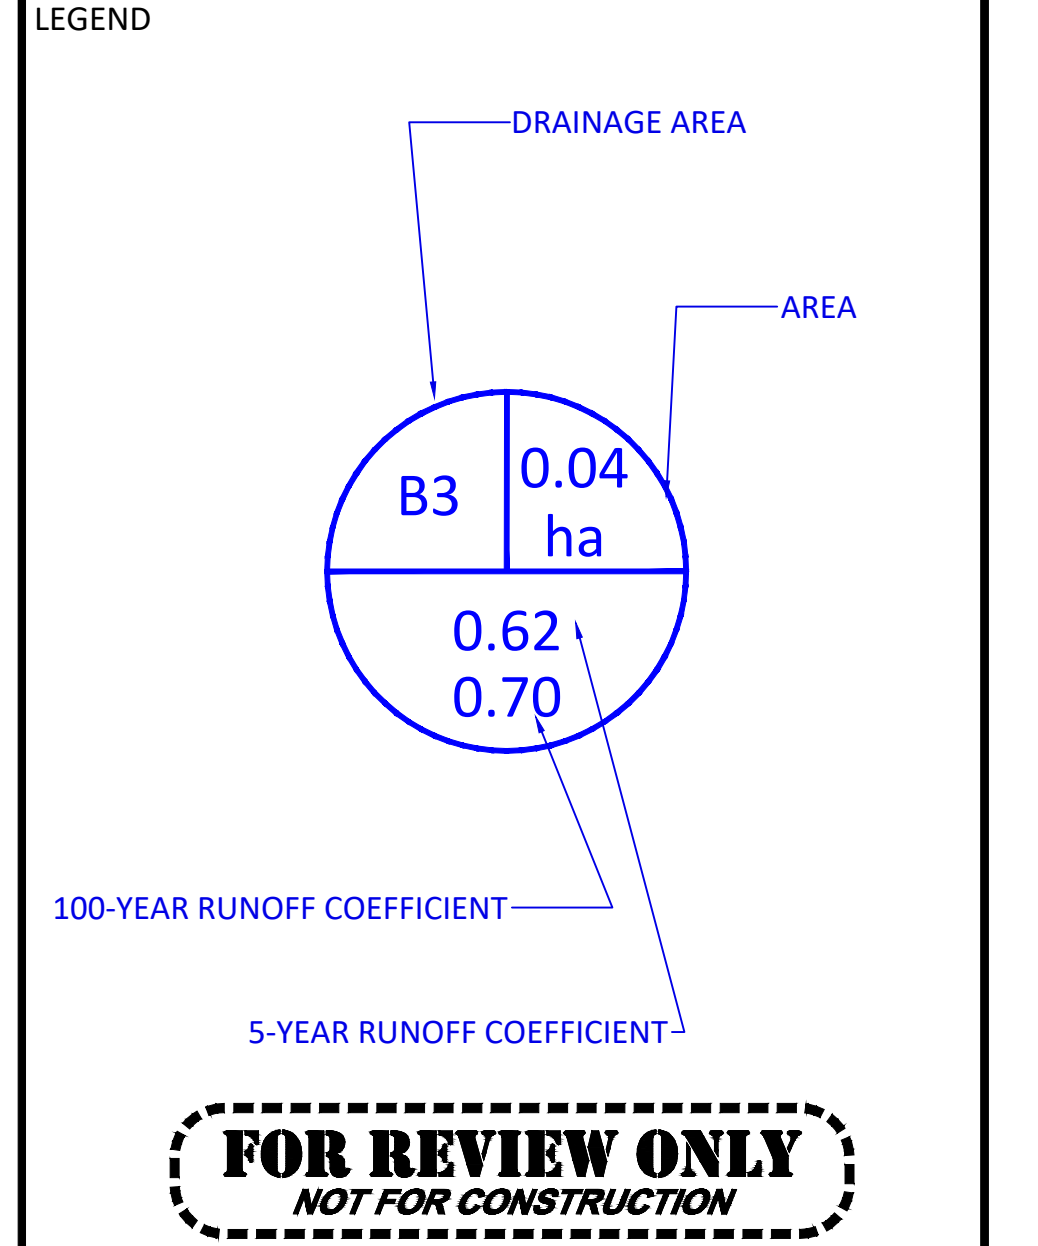 LEGEND
DRAINAGE AREA
AREA
B3
0.04
ha
0.62
0.70
100-YEAR RUNOFF COEFFICIENT
5-YEAR RUNOFF COEFFICIENT
FOR REVIEW ONLY
NOT FOR CONSTRUCTION